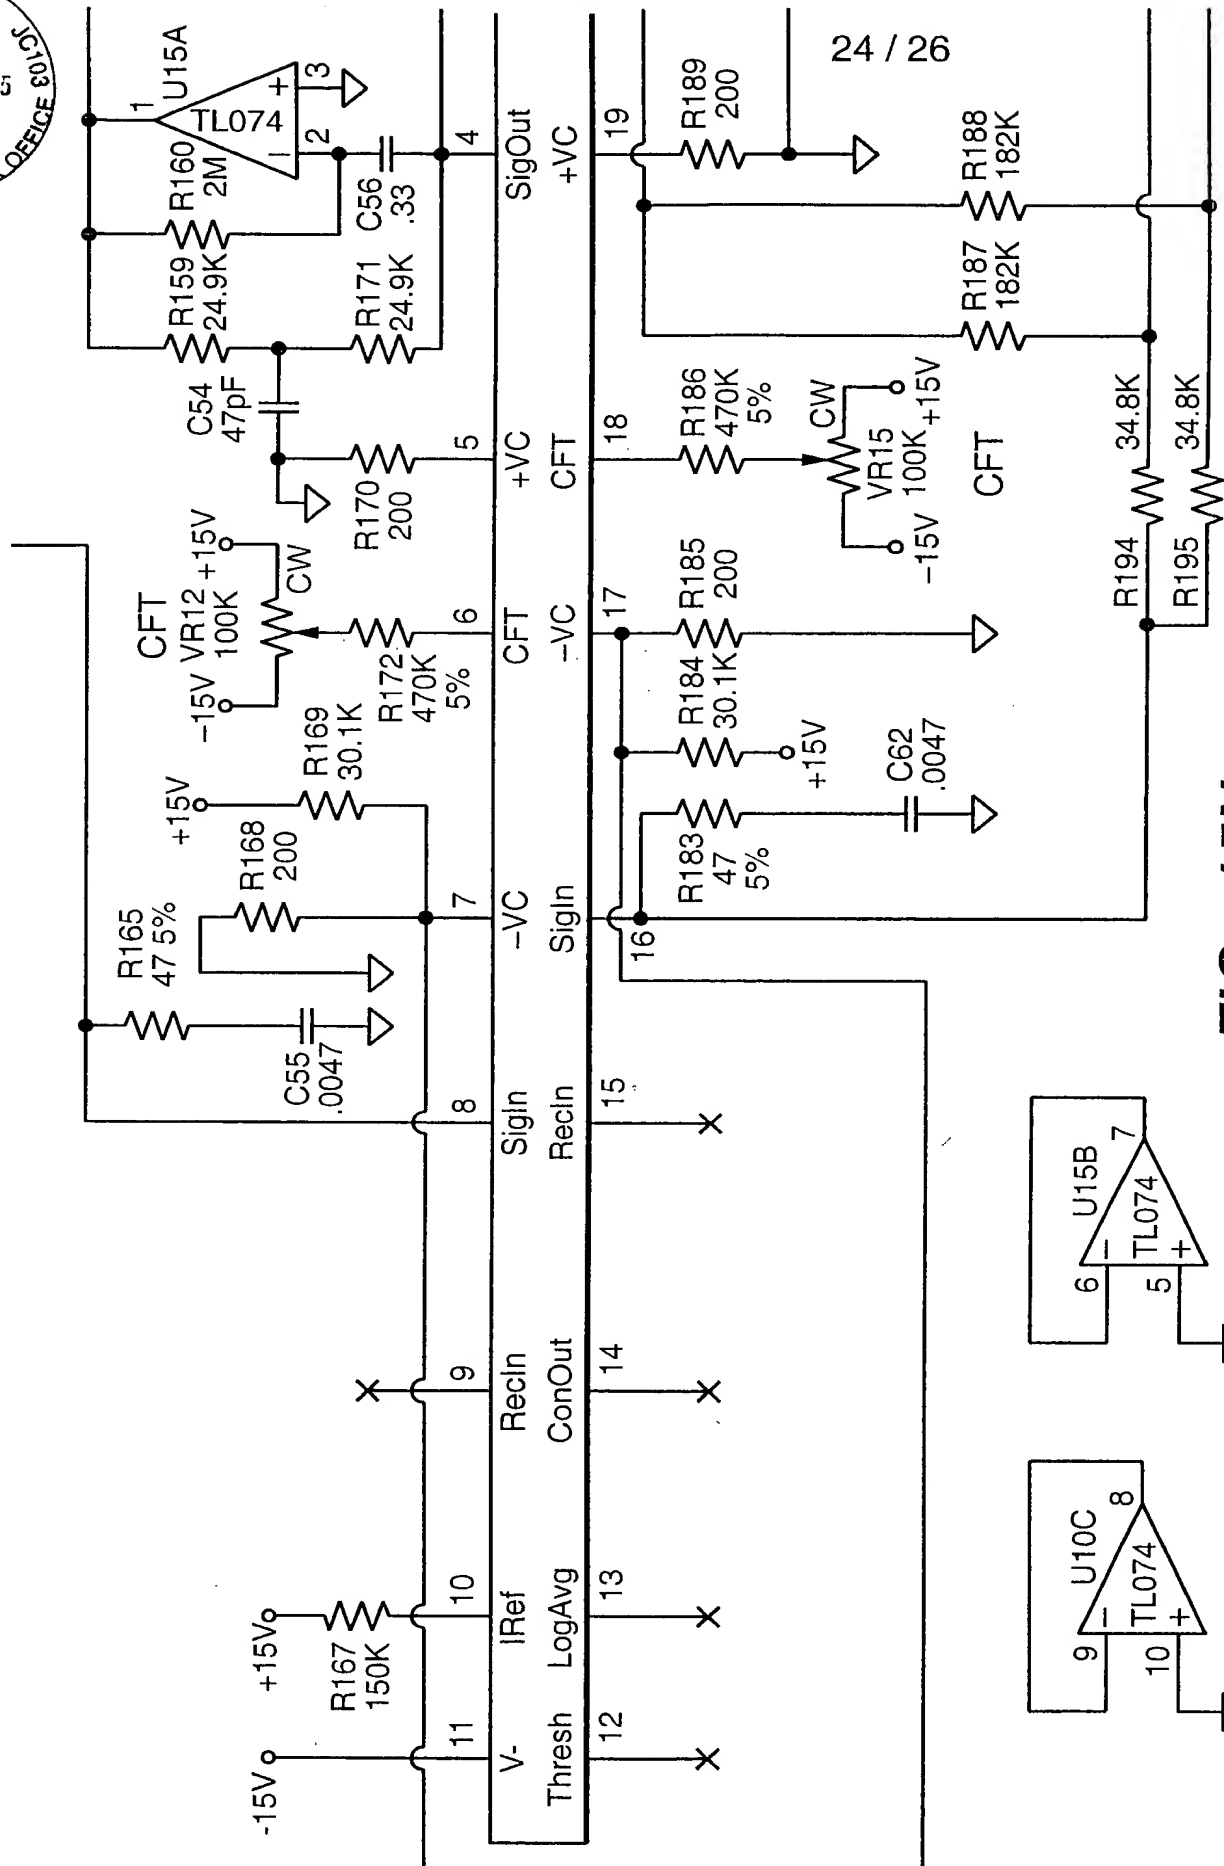 24 / 26
JC103
OFFICE
U15A
1
TL074
+
3
−
2
R160
2M
C56
.33
4
SigOut
R159
24.9K
R171
24.9K
C54
47pF
R170
200
5
+VC
CFT
VR12
100K
+15V
−15V
CW
R172
470K
5%
6
CFT
+15V
R169
30.1K
R168
200
7
−VC
R165
47 5%
C55
.0047
8
SigIn
9
RecIn
+15V
R167
150K
10
IRef
-15V
11
V-
Thresh
12
LogAvg
13
ConOut
14
RecIn
15
SigIn
16
−VC
17
CFT
18
+VC
19
R189
200
R188
182K
R187
182K
R186
470K
5%
CW
VR15
100K
+15V
−15V
CFT
R185
200
R184
30.1K
+15V
R183
47
5%
C62
.0047
R194
34.8K
R195
34.8K
U15B
7
TL074
6
−
5
+
U10C
8
TL074
9
−
10
+